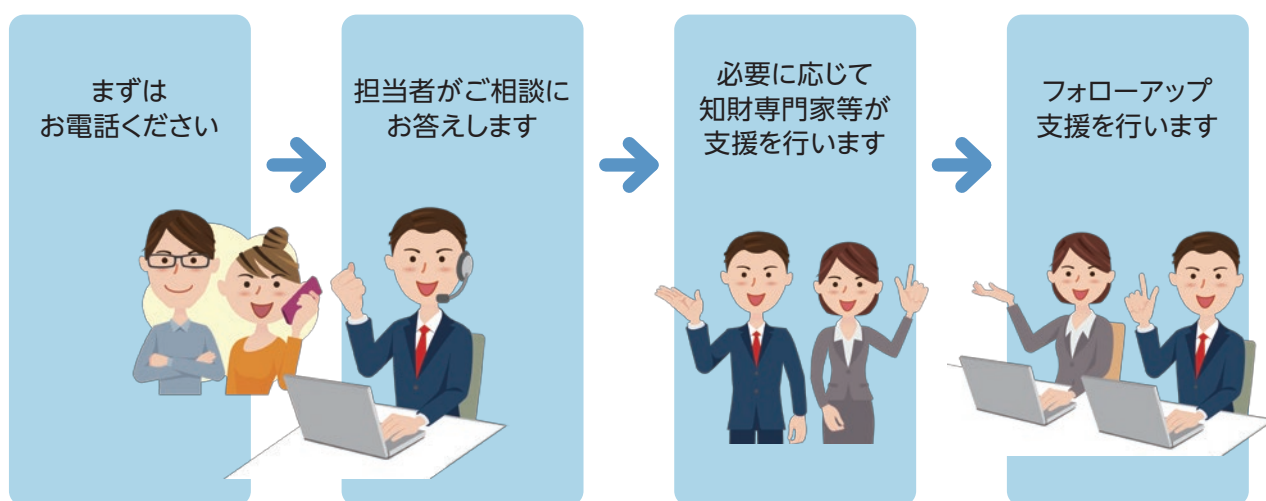 まずは
お電話ください
担当者がご相談に
お答えします
必要に応じて
知財専門家等が
支援を行います
フォローアップ
支援を行います